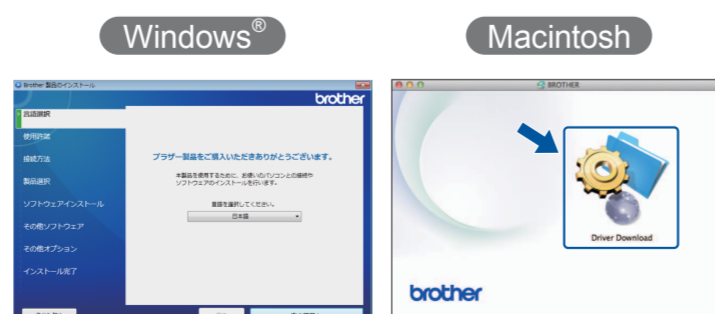 Windows®
Macintosh
Brother 製品のインストール
brother
言語選択
使用許諾
接続方法
製品選択
ソフトウェアインストール
その他ソフトウェア
その他オプション
インストール完了
ブラザー製品をご購入いただきありがとうございます。
本製品を使用するために、お使いのパソコンとの接続や
ソフトウェアのインストールを行います。
言語を選択してください。
日本語
BROTHER
Driver Download
brother